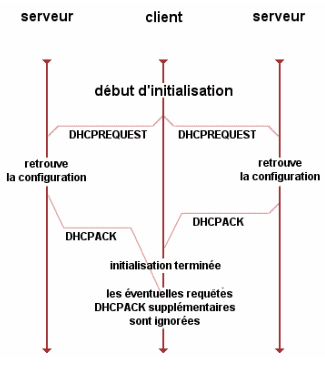 serveur client serveur
début d'initialisation
DHCPREQUEST DHCPREQUEST
retrouve
la configuration
retrouve
la configuration
DHCPACK
DHCPACK
initialisation terminée
les éventuelles requétes
DHCPACK supplémentaires
sont ignorées